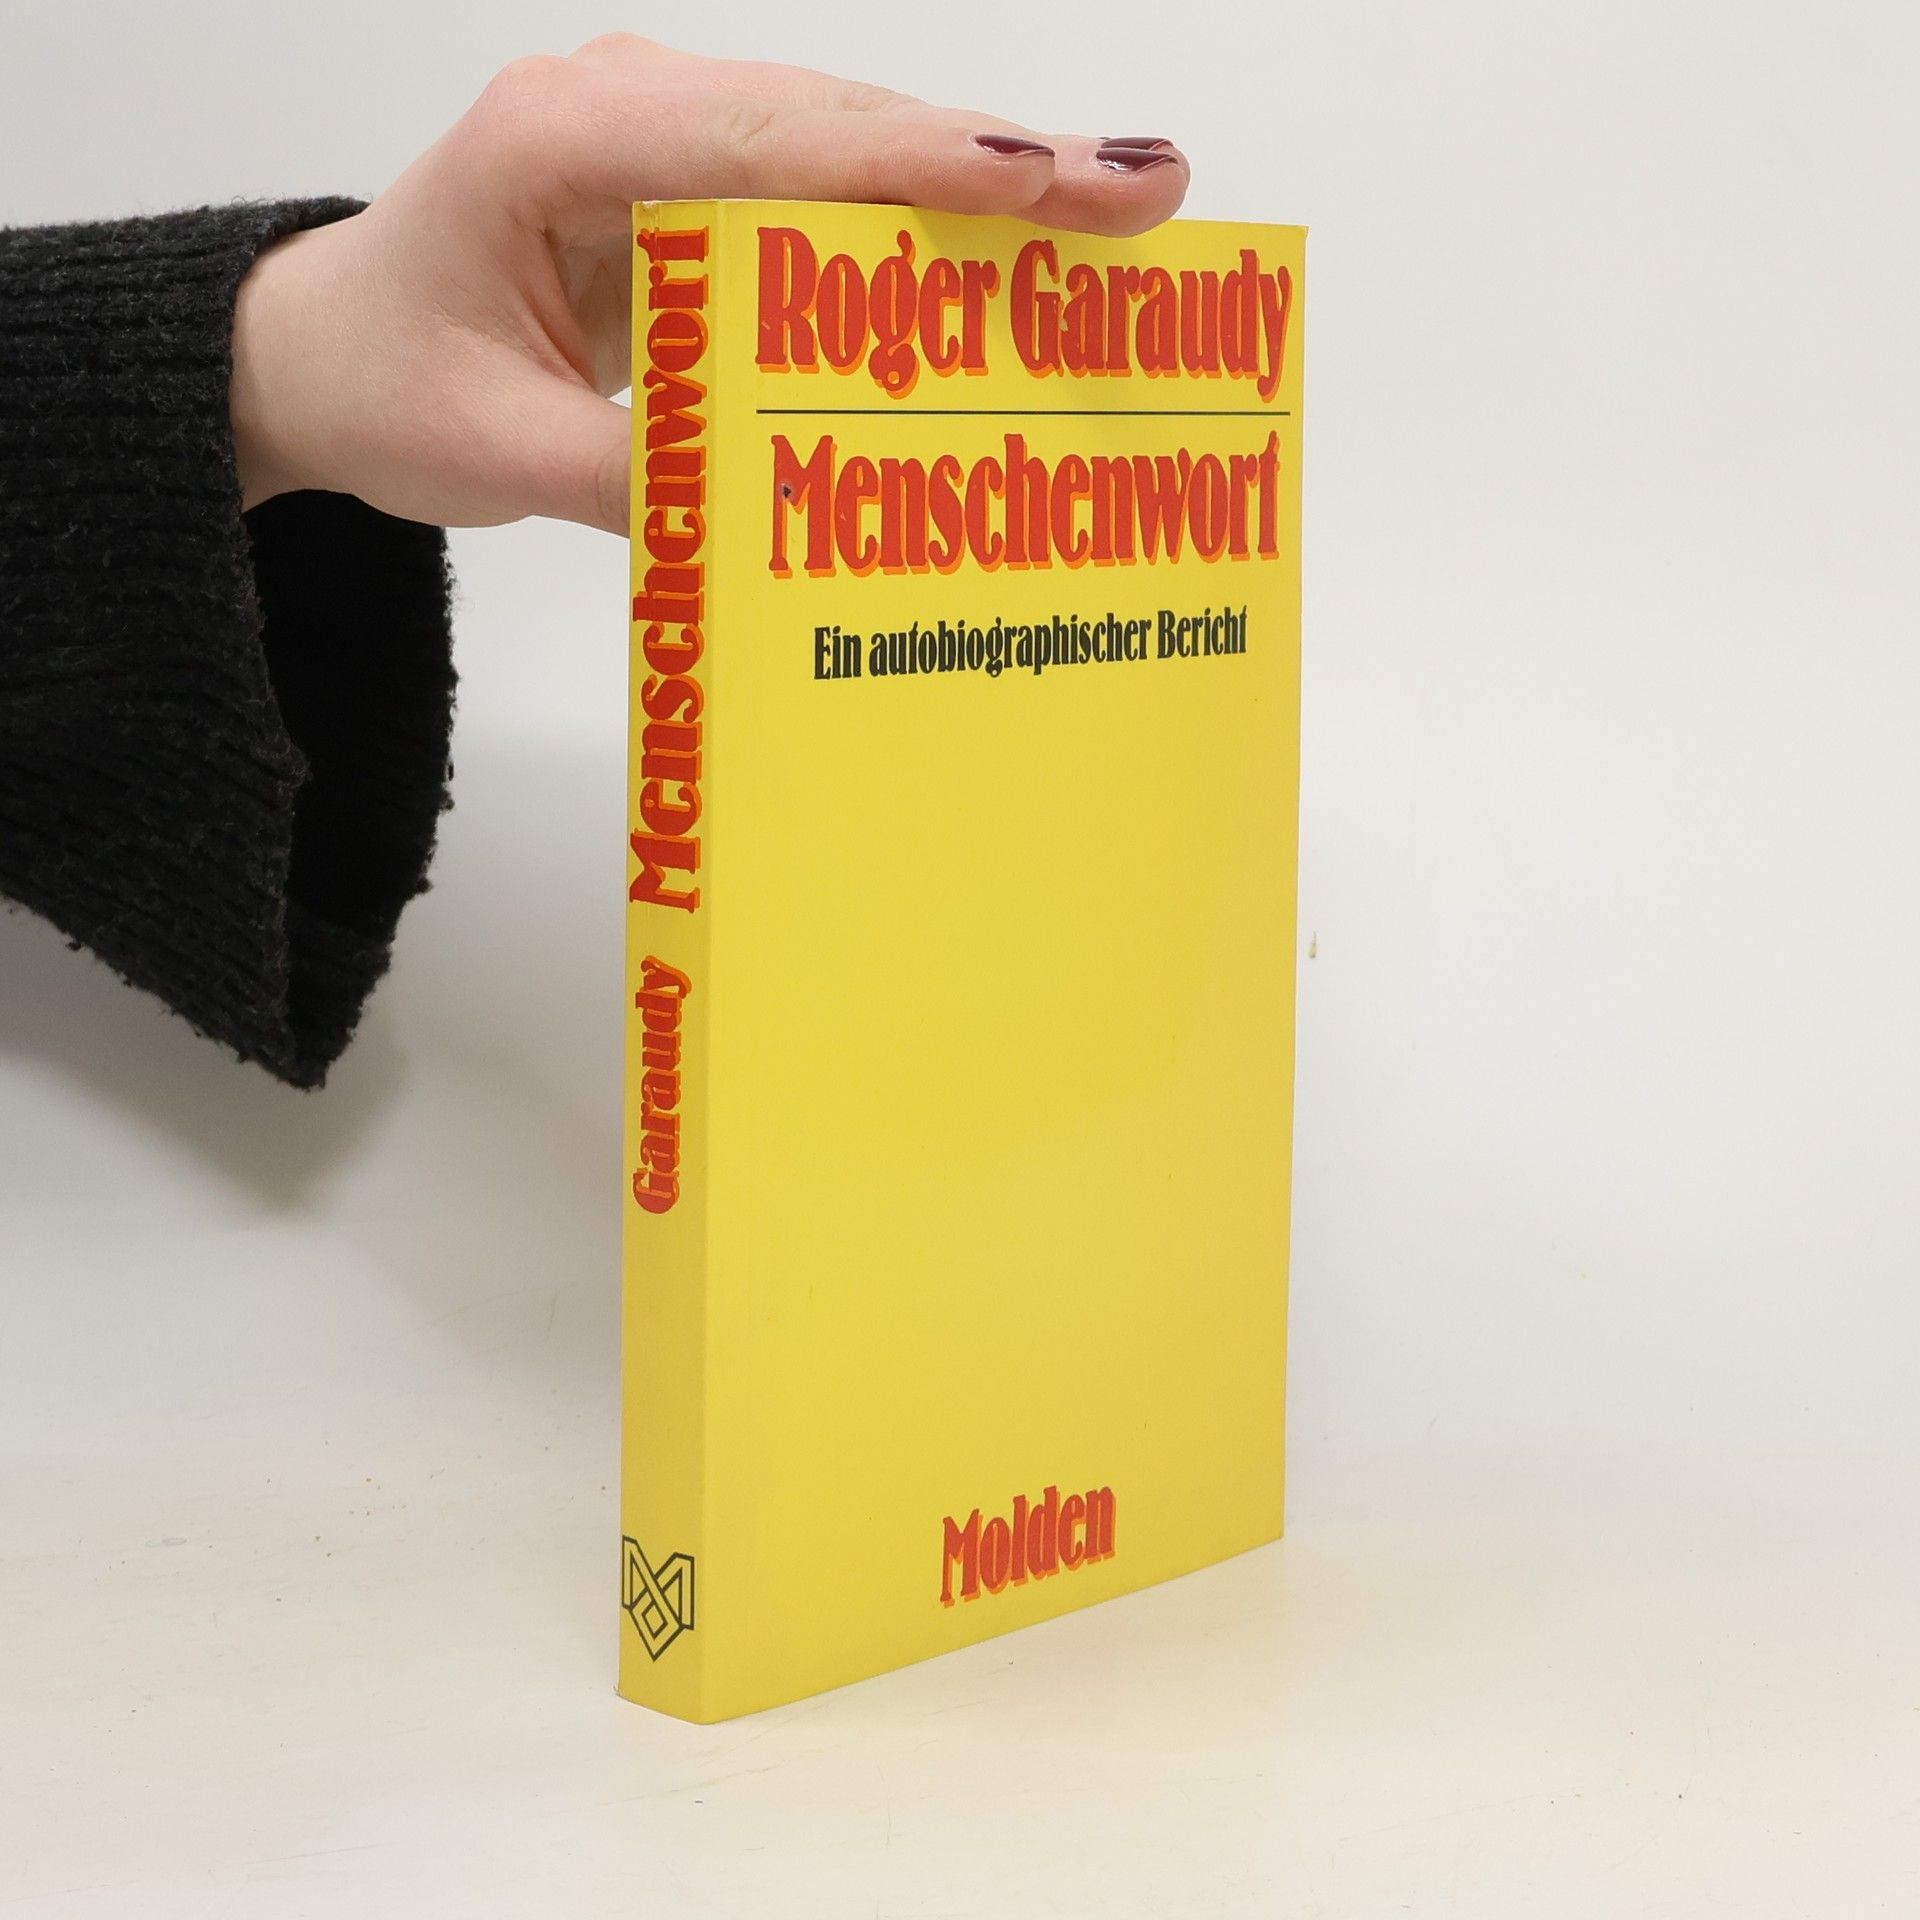 Roger Garaudy
Menschenwort
Ein autobiographischer Bericht
Molden
Garaudy Menschenwort